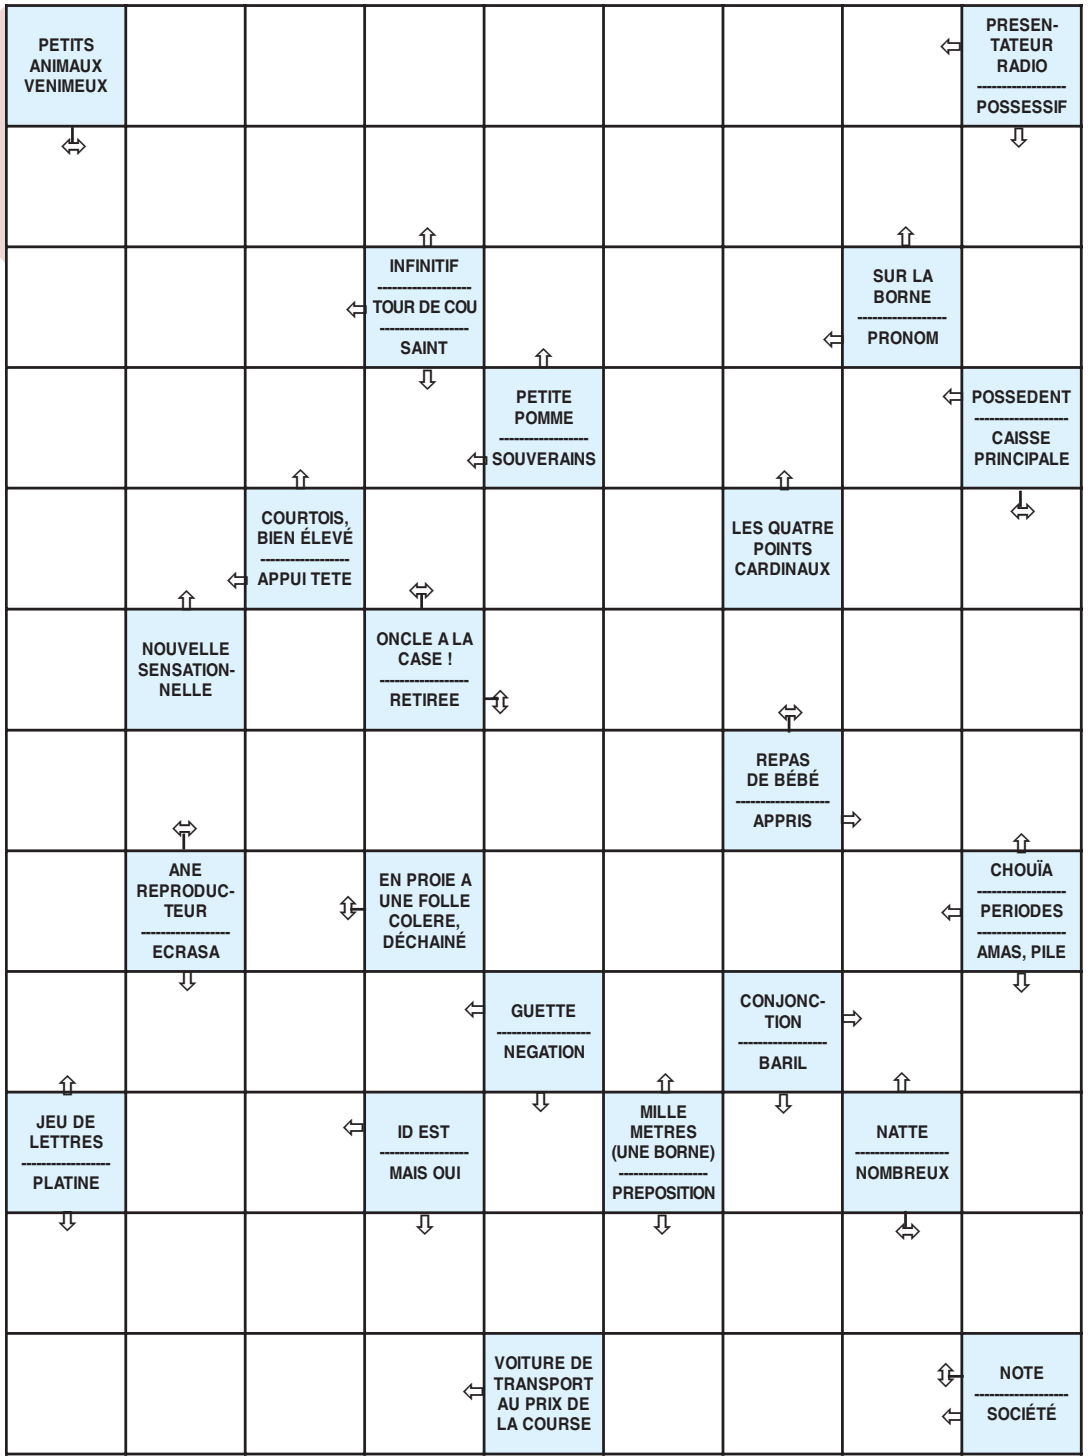 PETITS
ANIMAUX
VENIMEUX
PRESEN-
TATEUR
RADIO
-------------------
POSSESSIF
INFINITIF
-------------------
TOUR DE COU
-------------------
SAINT
SUR LA
BORNE
-------------------
PRONOM
PETITE
POMME
-------------------
SOUVERAINS
POSSEDENT
-------------------
CAISSE
PRINCIPALE
COURTOIS,
BIEN ÉLEVÉ
-------------------
APPUI TETE
LES QUATRE
POINTS
CARDINAUX
NOUVELLE
SENSATION-
NELLE
ONCLE A LA
CASE !
-------------------
RETIREE
REPAS
DE BÉBÉ
-------------------
APPRIS
ANE
REPRODUC-
TEUR
-------------------
ECRASA
EN PROIE A
UNE FOLLE
COLERE,
DÉCHAINÉ
CHOUÏA
-------------------
PERIODES
-------------------
AMAS, PILE
GUETTE
-------------------
NEGATION
CONJONC-
TION
-------------------
BARIL
JEU DE
LETTRES
-------------------
PLATINE
ID EST
-------------------
MAIS OUI
MILLE
METRES
(UNE BORNE)
-------------------
PREPOSITION
NATTE
-------------------
NOMBREUX
VOITURE DE
TRANSPORT
AU PRIX DE
LA COURSE
NOTE
-------------------
SOCIÉTÉ